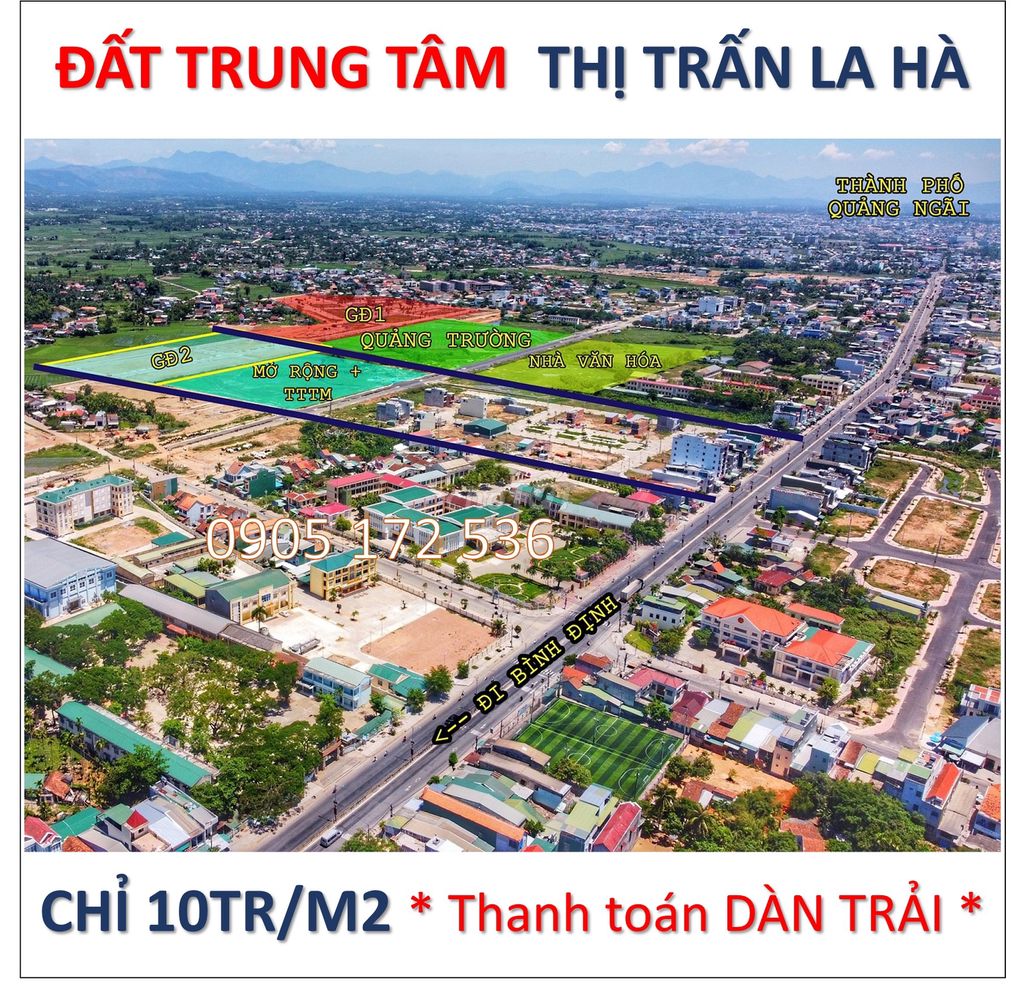 ĐẤT TRUNG TÂM THỊ TRẤN LA HÀ
THÀNH PHỐ
QUẢNG NGÃI
GĐ1
QUẢNG TRƯỜNG
GĐ2
NHÀ VĂN HÓA
MỞ RỘNG +
TTTM
0905 172 536
<-- ĐI BÌNH ĐỊNH
CHỈ 10TR/M2 * Thanh toán DÀN TRẢI *